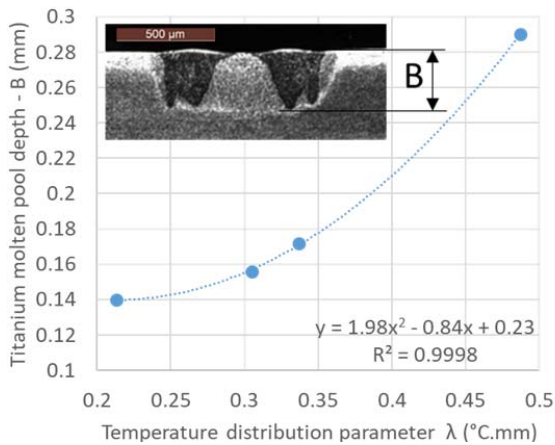 Titanium molten pool depth - B (mm)
0.3
0.28
0.26
0.24
0.22
0.2
0.18
0.16
0.14
0.12
0.1
500 µm
B
y = 1.98x² - 0.84x + 0.23
R² = 0.9998
0.2 0.25 0.3 0.35 0.4 0.45 0.5
Temperature distribution parameter λ (°C.mm)